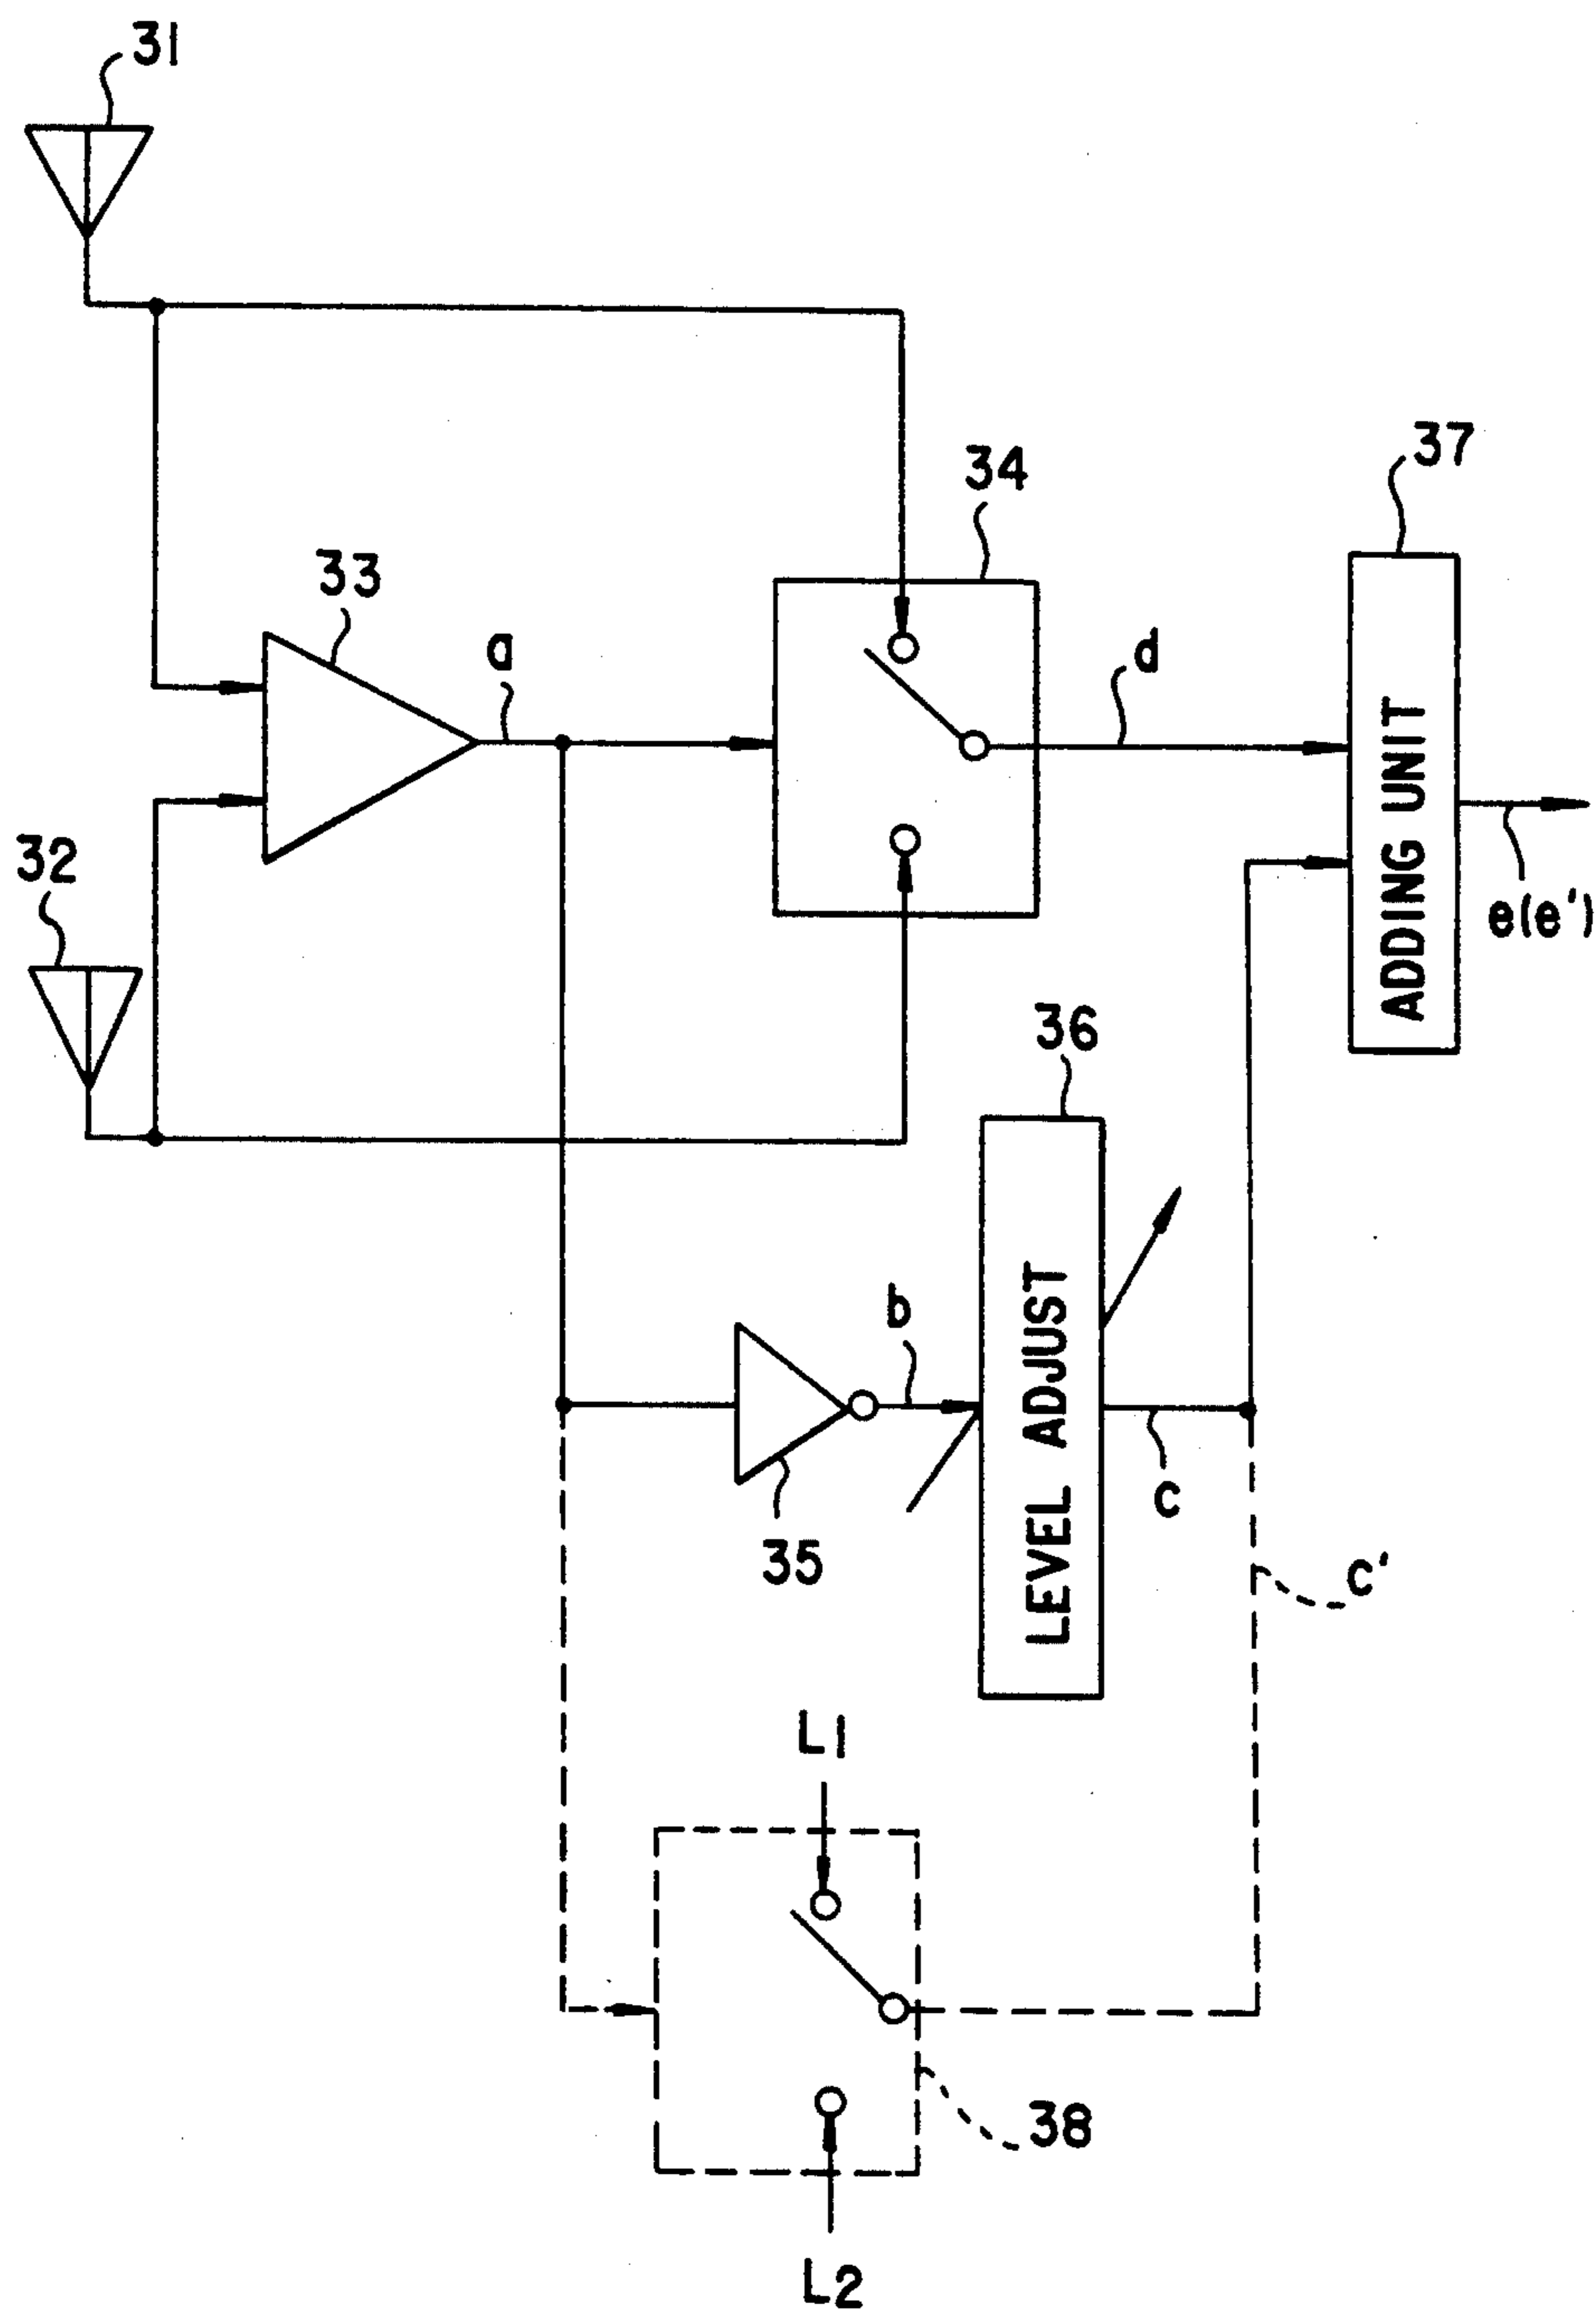 31
34
37
33
a
d
32
e(e')
ADDING UNIT
36
b
LEVEL ADJUST
c
35
c'
L1
38
L2